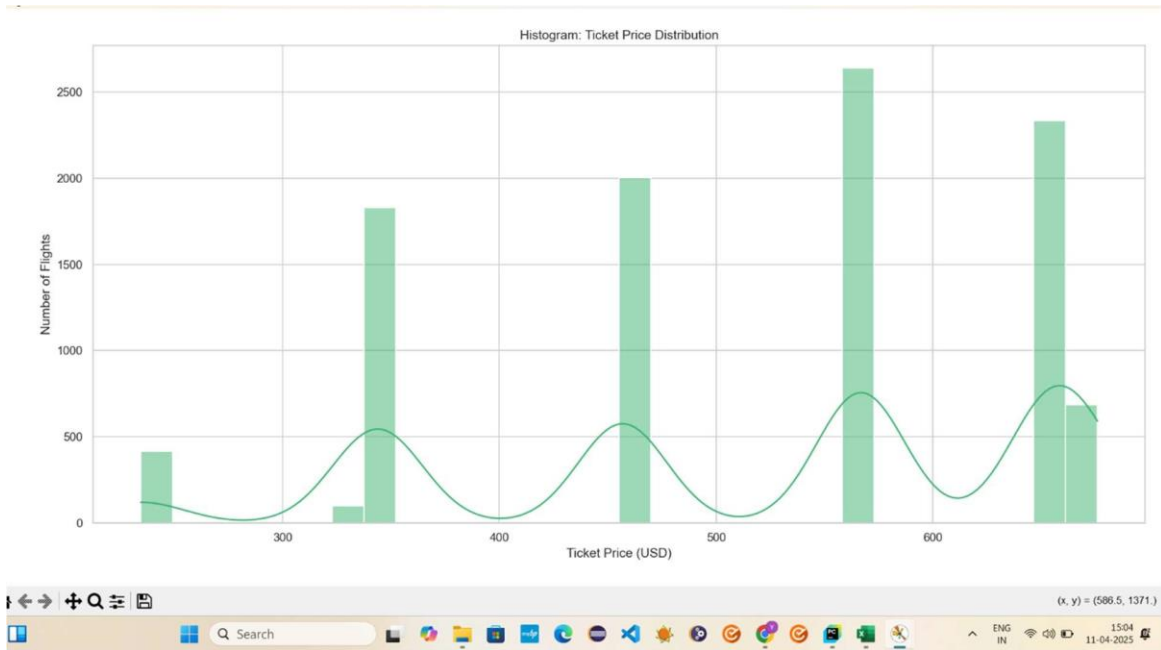 Histogram: Ticket Price Distribution
2500
2000
1500
1000
500
0
Number of Flights
300 400 500 600
Ticket Price (USD)
(x, y) = (586.5, 1371.)
Search
ENG
IN
15:04
11-04-2025